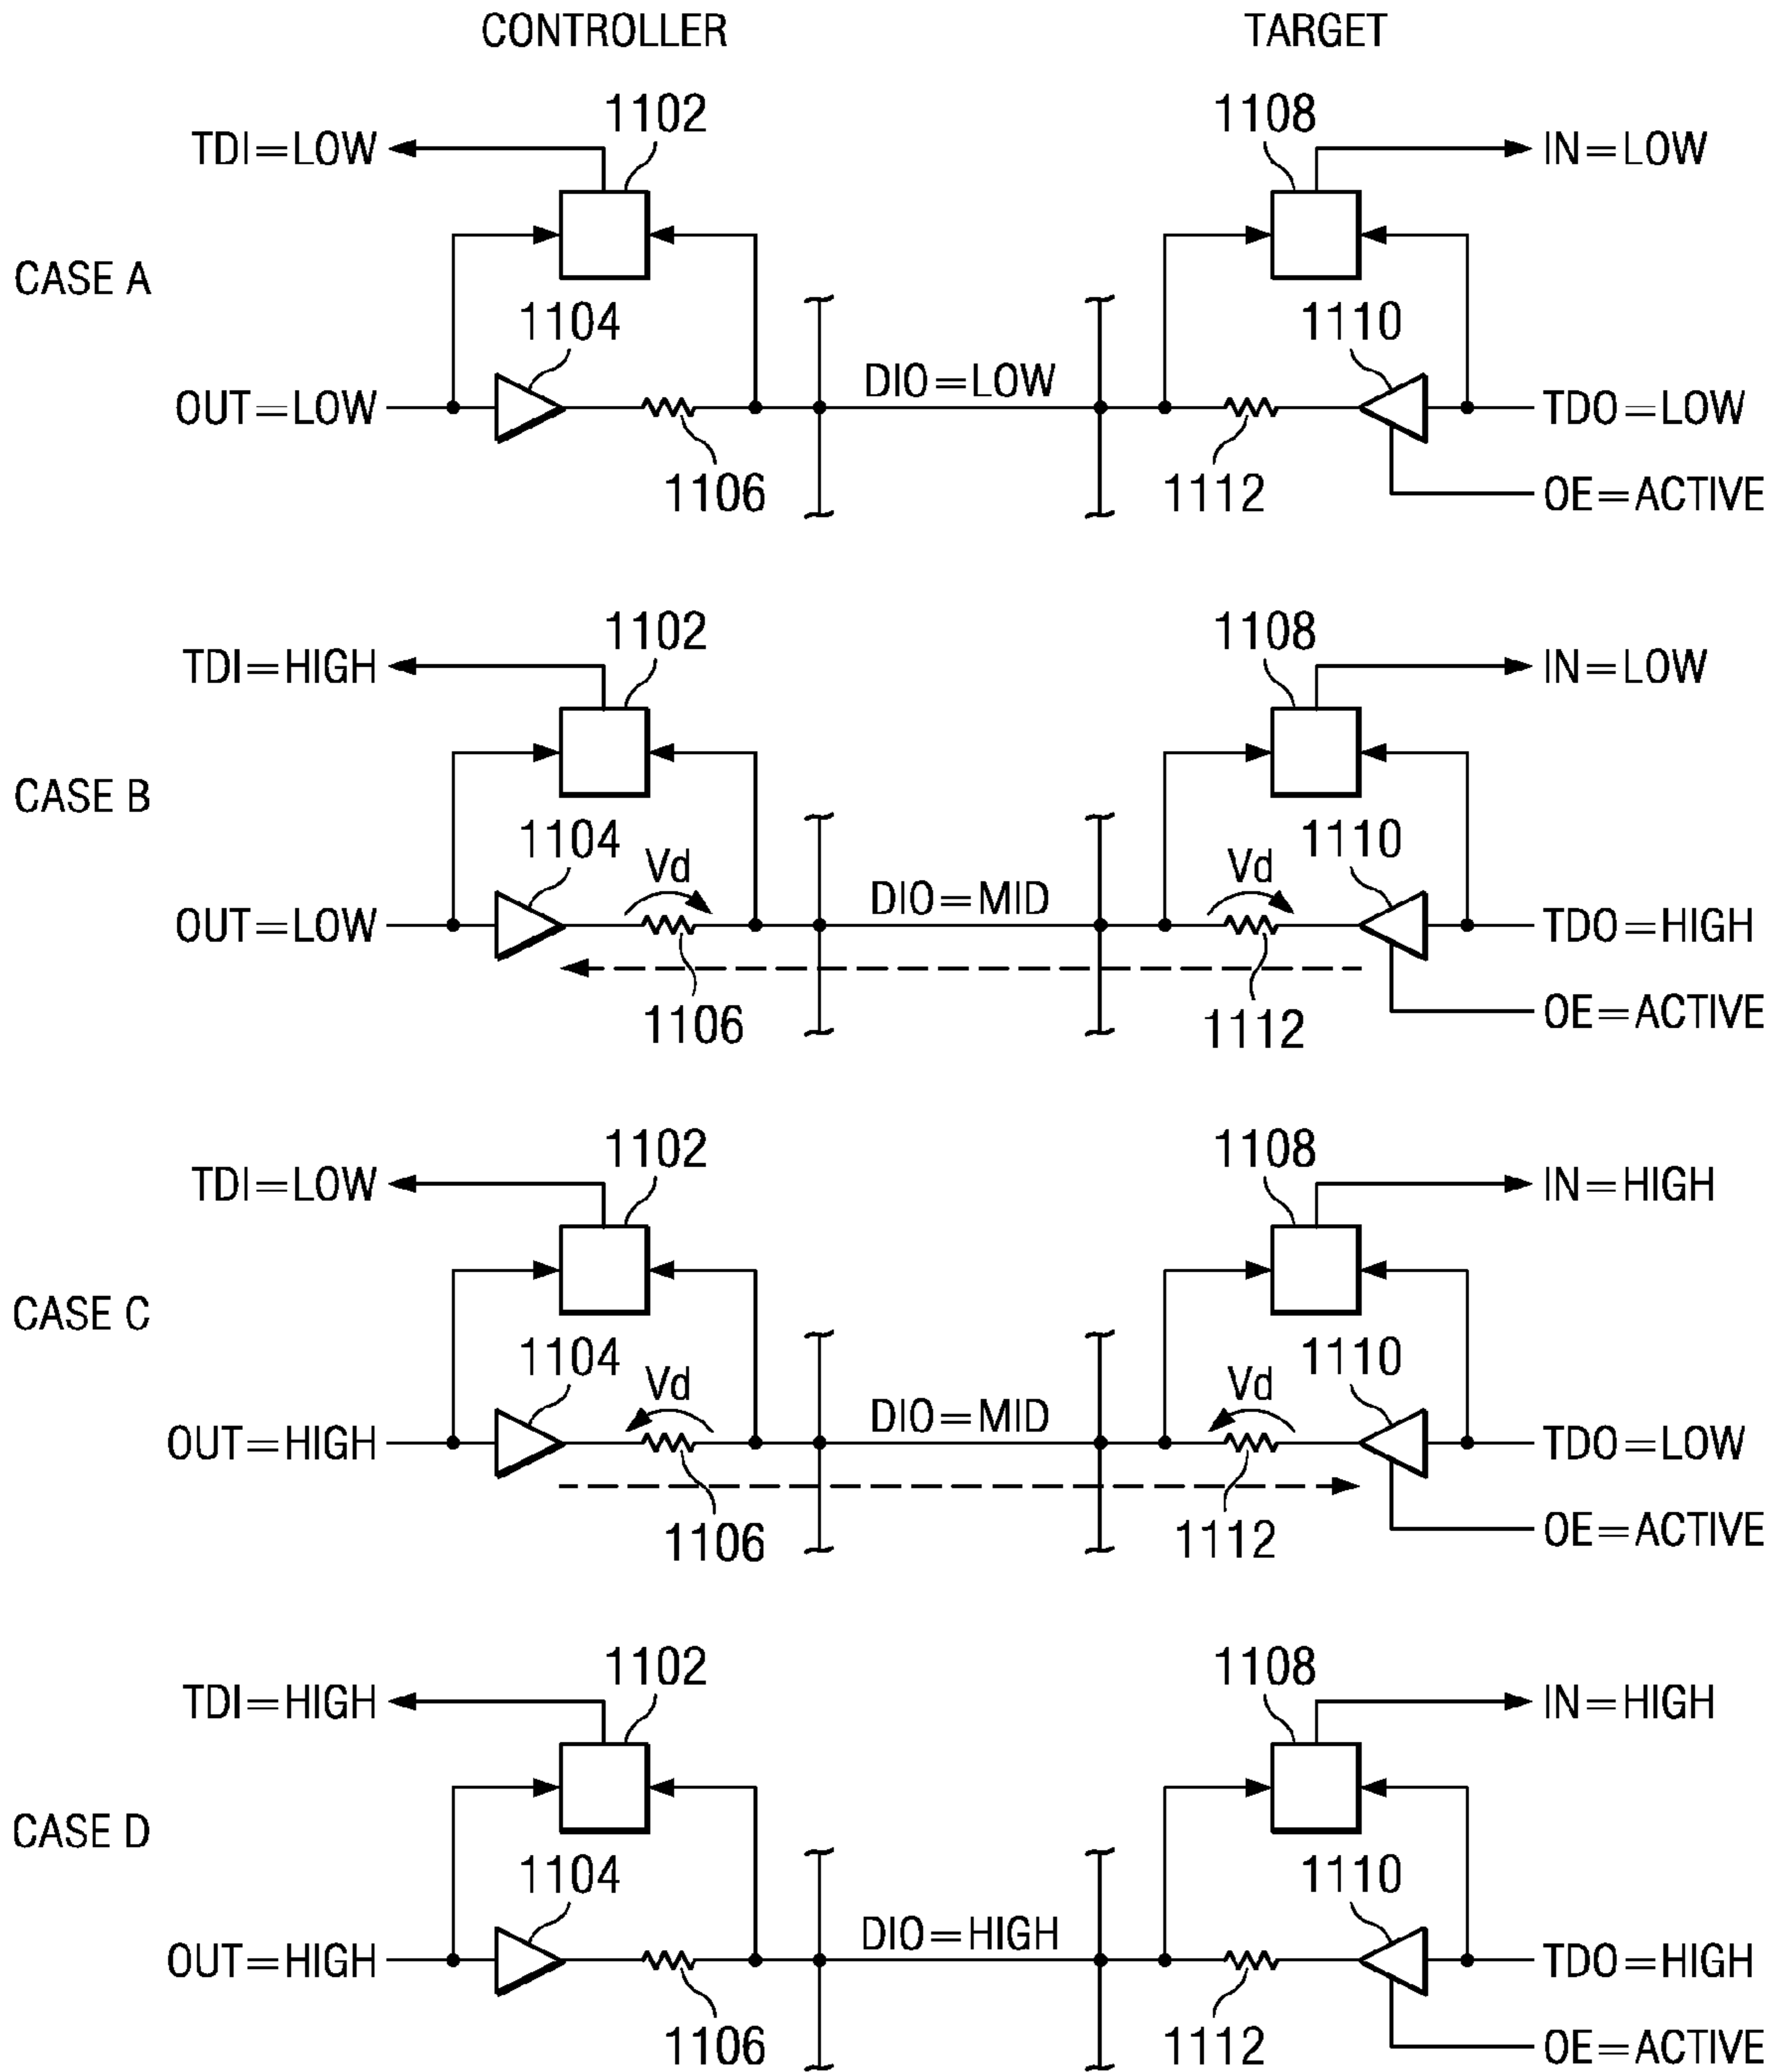 CONTROLLER TARGET
1102 1108
TDI=LOW IN=LOW
CASE A
1104 1110
OUT=LOW DIO=LOW TDO=LOW
1106 1112 OE=ACTIVE
1102 1108
TDI=HIGH IN=LOW
CASE B
1104 Vd Vd 1110
OUT=LOW DIO=MID TDO=HIGH
1106 1112 OE=ACTIVE
1102 1108
TDI=LOW IN=HIGH
CASE C
1104 Vd Vd 1110
OUT=HIGH DIO=MID TDO=LOW
1106 1112 OE=ACTIVE
1102 1108
TDI=HIGH IN=HIGH
CASE D
1104 1110
OUT=HIGH DIO=HIGH TDO=HIGH
1106 1112 OE=ACTIVE